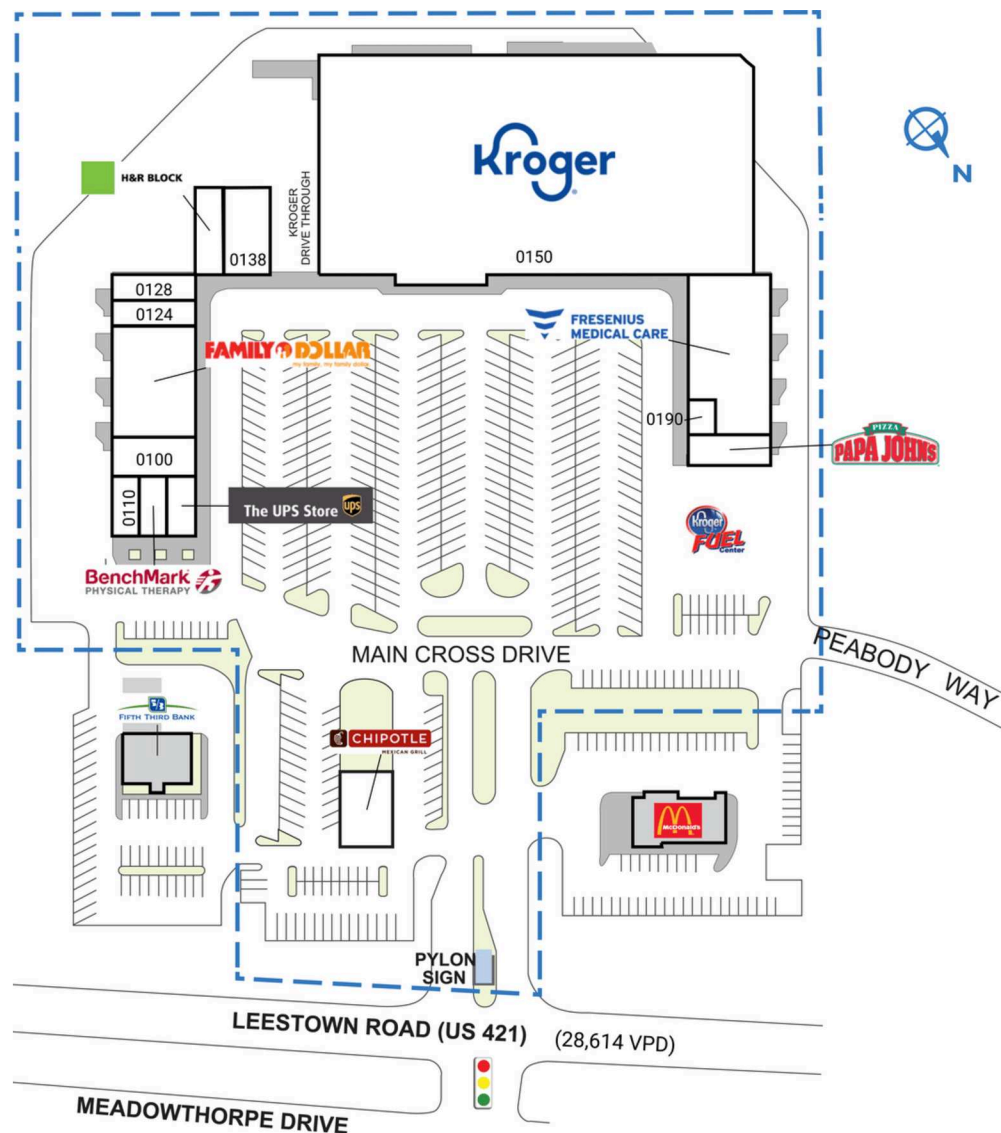 Kroger
N
H&R BLOCK
KROGER
DRIVE THROUGH
0138
0150
0128
0124
FRESENIUS
MEDICAL CARE
FAMILY DOLLAR
my family, my family dollar.
0190
PIZZA
PAPA JOHNS
0100
0110
The UPS Store
ups
Kroger
FUEL
Center
BenchMark
PHYSICAL THERAPY
MAIN CROSS DRIVE
PEABODY WAY
FIFTH THIRD BANK
CHIPOTLE
MEXICAN GRILL
McDonald's
PYLON
SIGN
LEESTOWN ROAD (US 421)
(28,614 VPD)
MEADOWTHORPE DRIVE